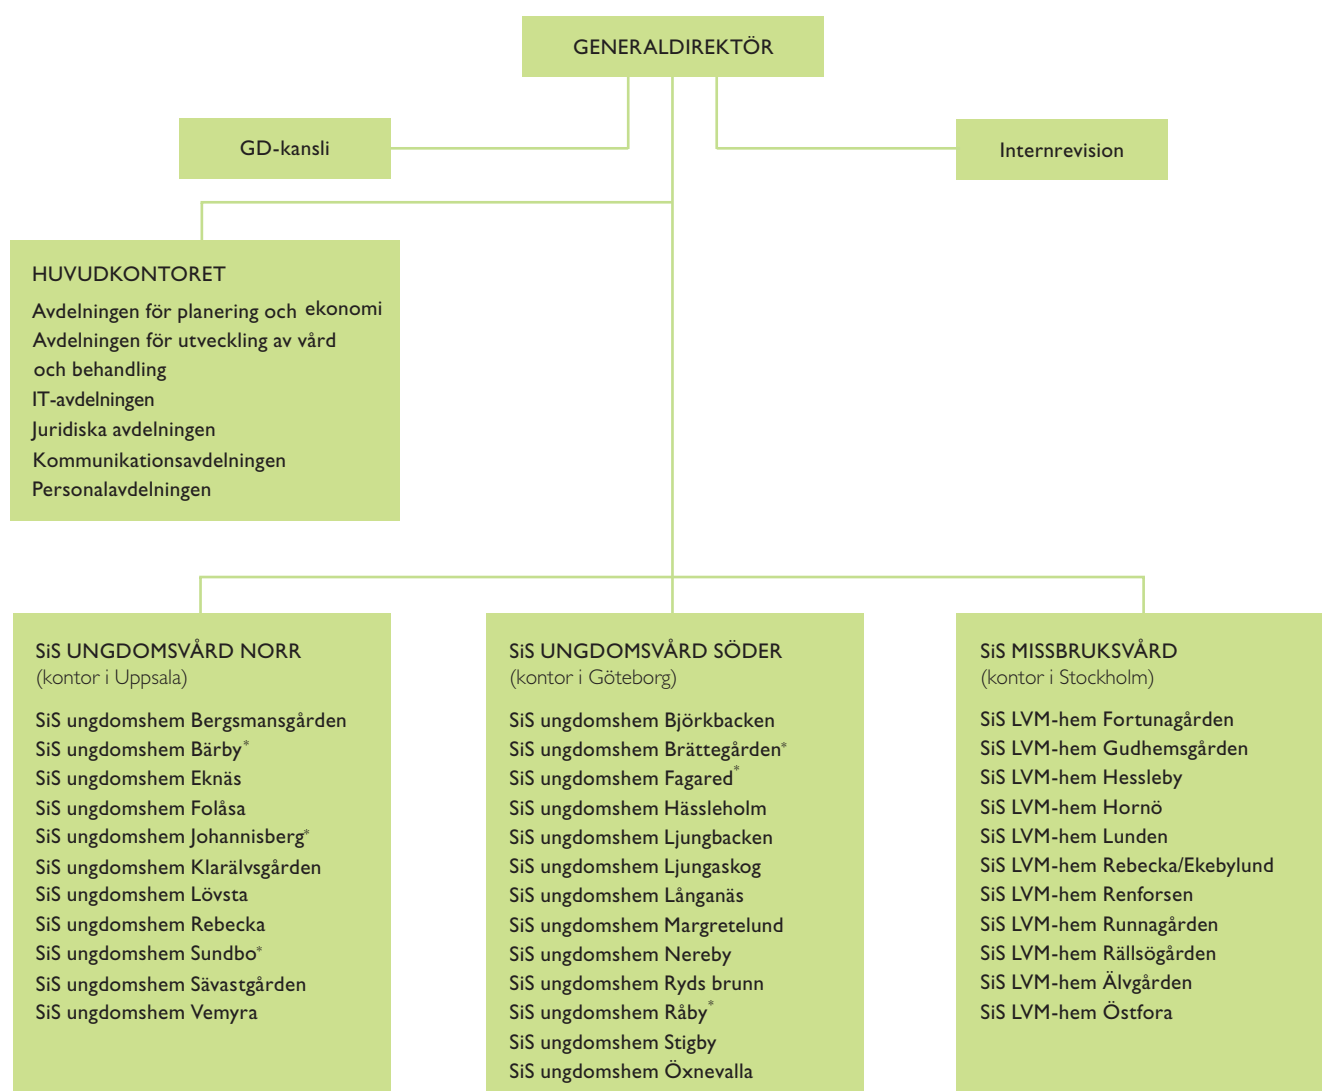 GENERALDIREKTÖR
GD-kansli
Internrevision
HUVUDKONTORET
Avdelningen för planering och ekonomi
Avdelningen för utveckling av vård
och behandling
IT-avdelningen
Juridiska avdelningen
Kommunikationsavdelningen
Personalavdelningen
SiS UNGDOMSVÅRD NORR
(kontor i Uppsala)
SiS ungdomshem Bergsmansgården
SiS ungdomshem Bärby*
SiS ungdomshem Eknäs
SiS ungdomshem Folåsa
SiS ungdomshem Johannisberg*
SiS ungdomshem Klarälvsgården
SiS ungdomshem Lövsta
SiS ungdomshem Rebecka
SiS ungdomshem Sundbo*
SiS ungdomshem Sävastgården
SiS ungdomshem Vemyra
SiS UNGDOMSVÅRD SÖDER
(kontor i Göteborg)
SiS ungdomshem Björkbacken
SiS ungdomshem Brättegården*
SiS ungdomshem Fagared*
SiS ungdomshem Hässleholm
SiS ungdomshem Ljungbacken
SiS ungdomshem Ljungaskog
SiS ungdomshem Långanäs
SiS ungdomshem Margretelund
SiS ungdomshem Nereby
SiS ungdomshem Ryds brunn
SiS ungdomshem Råby*
SiS ungdomshem Stigby
SiS ungdomshem Öxnevalla
SiS MISSBRUKSVÅRD
(kontor i Stockholm)
SiS LVM-hem Fortunagården
SiS LVM-hem Gudhemsgården
SiS LVM-hem Hessleby
SiS LVM-hem Hornö
SiS LVM-hem Lunden
SiS LVM-hem Rebecka/Ekebylund
SiS LVM-hem Renforsen
SiS LVM-hem Runnagården
SiS LVM-hem Rällsögården
SiS LVM-hem Älvgården
SiS LVM-hem Östfora